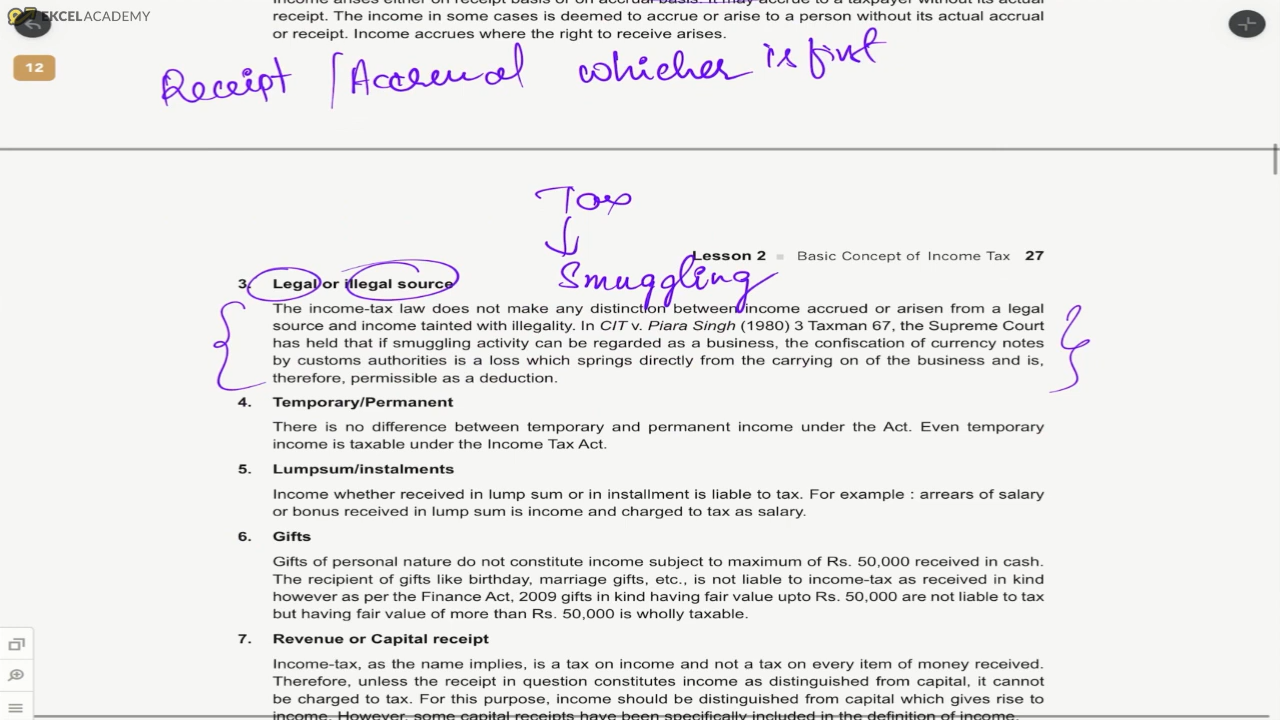 EKCELACADEMY
Income arises either on receipt basis or on accrual basis. It may accrue to a taxpayer without its actual
receipt. The income in some cases is deemed to accrue or arise to a person without its actual accrual
or receipt. Income accrues where the right to receive arises.
12
Receipt / Accrual whicher is first
Tax
Smuggling
Lesson 2 Basic Concept of Income Tax 27
3. Legal or illegal source
The income-tax law does not make any distinction between income accrued or arisen from a legal
source and income tainted with illegality. In CIT v. Piara Singh (1980) 3 Taxman 67, the Supreme Court
has held that if smuggling activity can be regarded as a business, the confiscation of currency notes
by customs authorities is a loss which springs directly from the carrying on of the business and is,
therefore, permissible as a deduction.
4. Temporary/Permanent
There is no difference between temporary and permanent income under the Act. Even temporary
income is taxable under the Income Tax Act.
5. Lumpsum/instalments
Income whether received in lump sum or in installment is liable to tax. For example : arrears of salary
or bonus received in lump sum is income and charged to tax as salary.
6. Gifts
Gifts of personal nature do not constitute income subject to maximum of Rs. 50,000 received in cash.
The recipient of gifts like birthday, marriage gifts, etc., is not liable to income-tax as received in kind
however as per the Finance Act, 2009 gifts in kind having fair value upto Rs. 50,000 are not liable to tax
but having fair value of more than Rs. 50,000 is wholly taxable.
7. Revenue or Capital receipt
Income-tax, as the name implies, is a tax on income and not a tax on every item of money received.
Therefore, unless the receipt in question constitutes income as distinguished from capital, it cannot
be charged to tax. For this purpose, income should be distinguished from capital which gives rise to
income. However, some capital receipts have been specifically included in the definition of income.